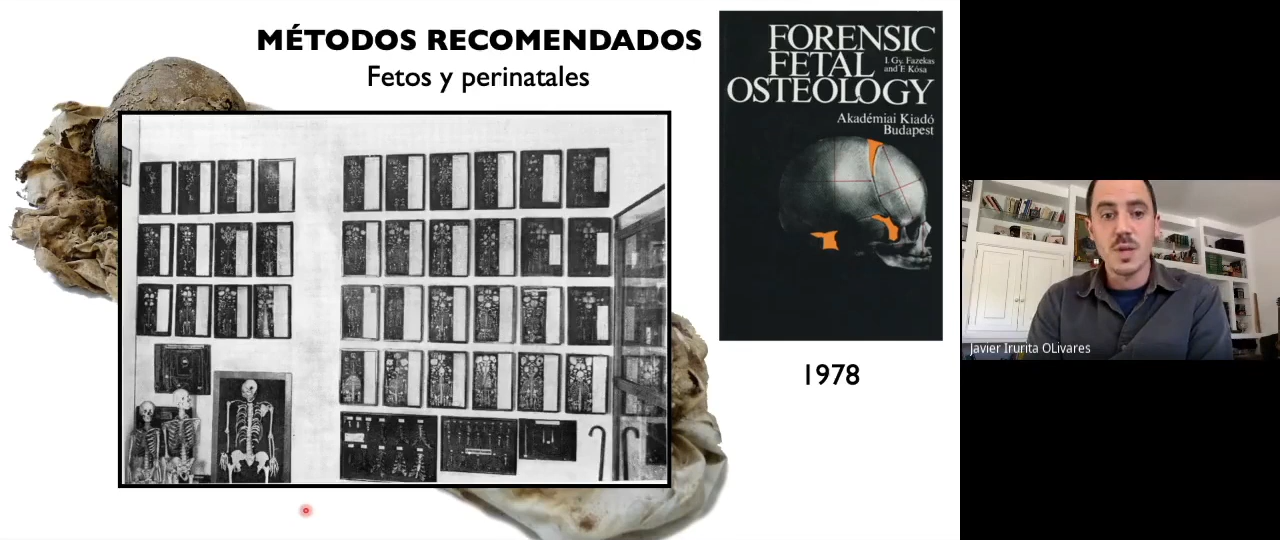 MÉTODOS RECOMENDADOS
Fetos y perinatales
FORENSIC
FETAL
I. Gy. Fazekas
and F. Kósa
OSTEOLOGY
Akadémiai Kiadó
Budapest
1978
Javier Irurita OLivares